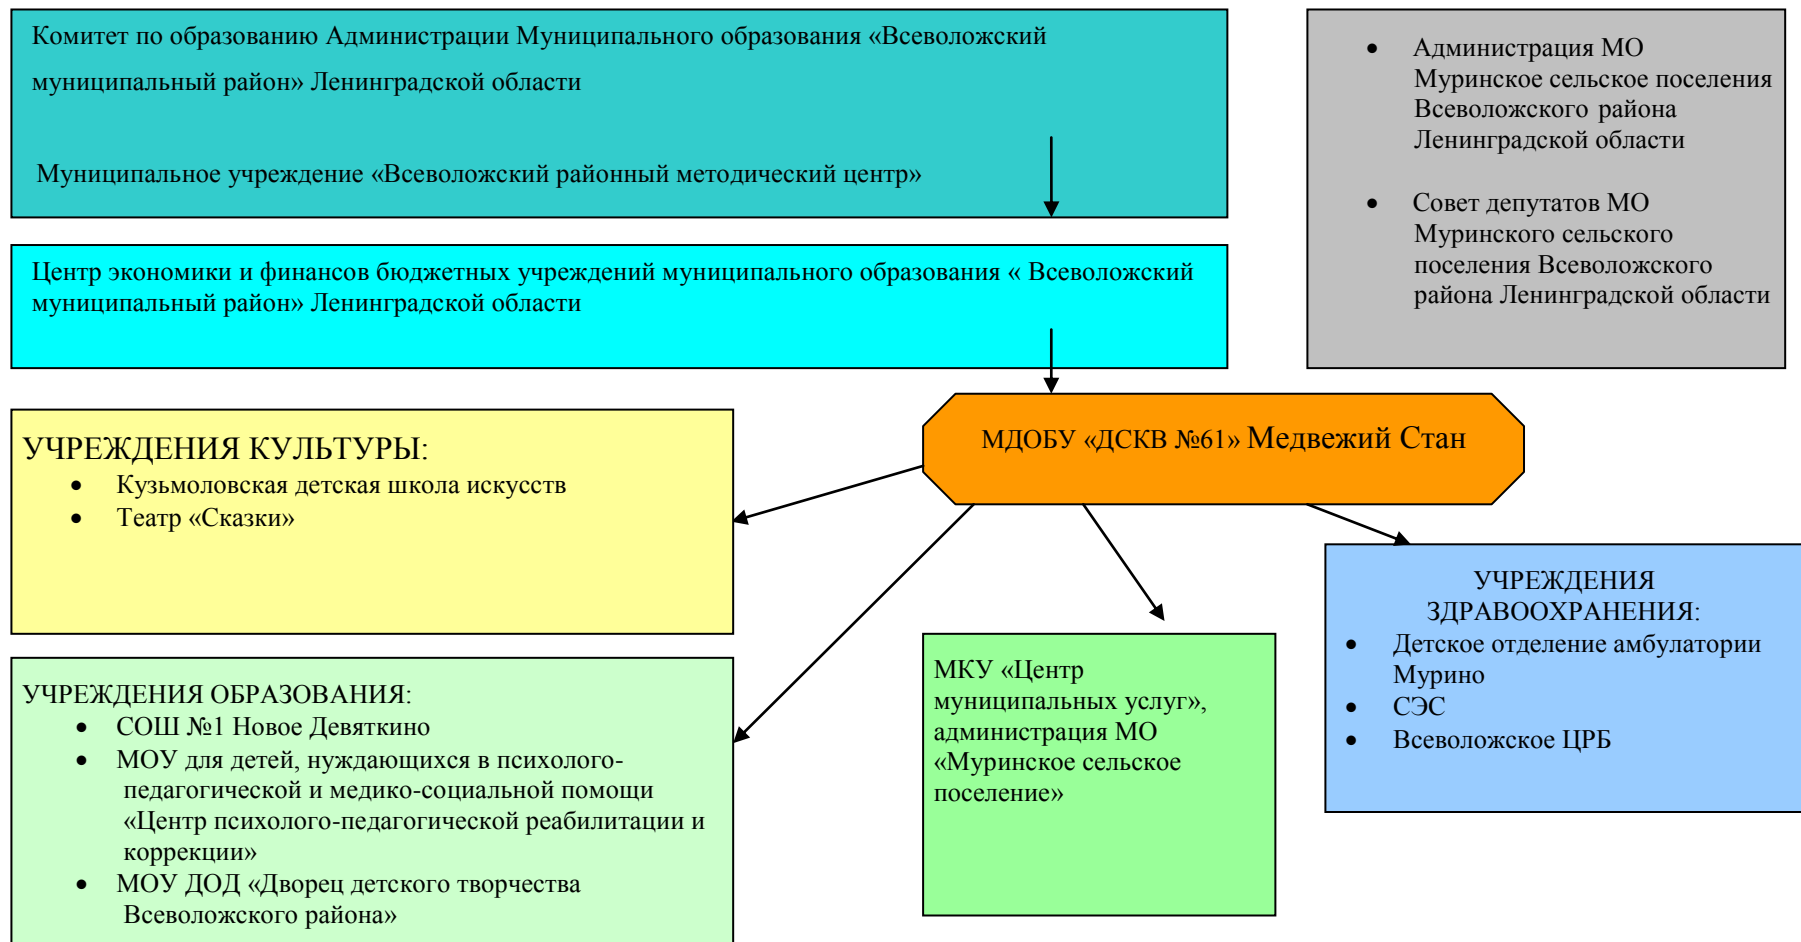 Комитет по образованию Администрации Муниципального образования «Всеволожский
муниципальный район» Ленинградской области
Муниципальное учреждение «Всеволожский районный методический центр»
• Администрация МО
Муринское сельское поселения
Всеволожского района
Ленинградской области
• Совет депутатов МО
Муринского сельского
поселения Всеволожского
района Ленинградской области
Центр экономики и финансов бюджетных учреждений муниципального образования « Всеволожский
муниципальный район» Ленинградской области
МДОБУ «ДСКВ №61» Медвежий Стан
УЧРЕЖДЕНИЯ КУЛЬТУРЫ:
• Кузьмоловская детская школа искусств
• Театр «Сказки»
УЧРЕЖДЕНИЯ ОБРАЗОВАНИЯ:
• СОШ №1 Новое Девяткино
• МОУ для детей, нуждающихся в психолого-
педагогической и медико-социальной помощи
«Центр психолого-педагогической реабилитации и
коррекции»
• МОУ ДОД «Дворец детского творчества
Всеволожского района»
МКУ «Центр
муниципальных услуг»,
администрация МО
«Муринское сельское
поселение»
УЧРЕЖДЕНИЯ
ЗДРАВООХРАНЕНИЯ:
• Детское отделение амбулатории
Мурино
• СЭС
• Всеволожское ЦРБ